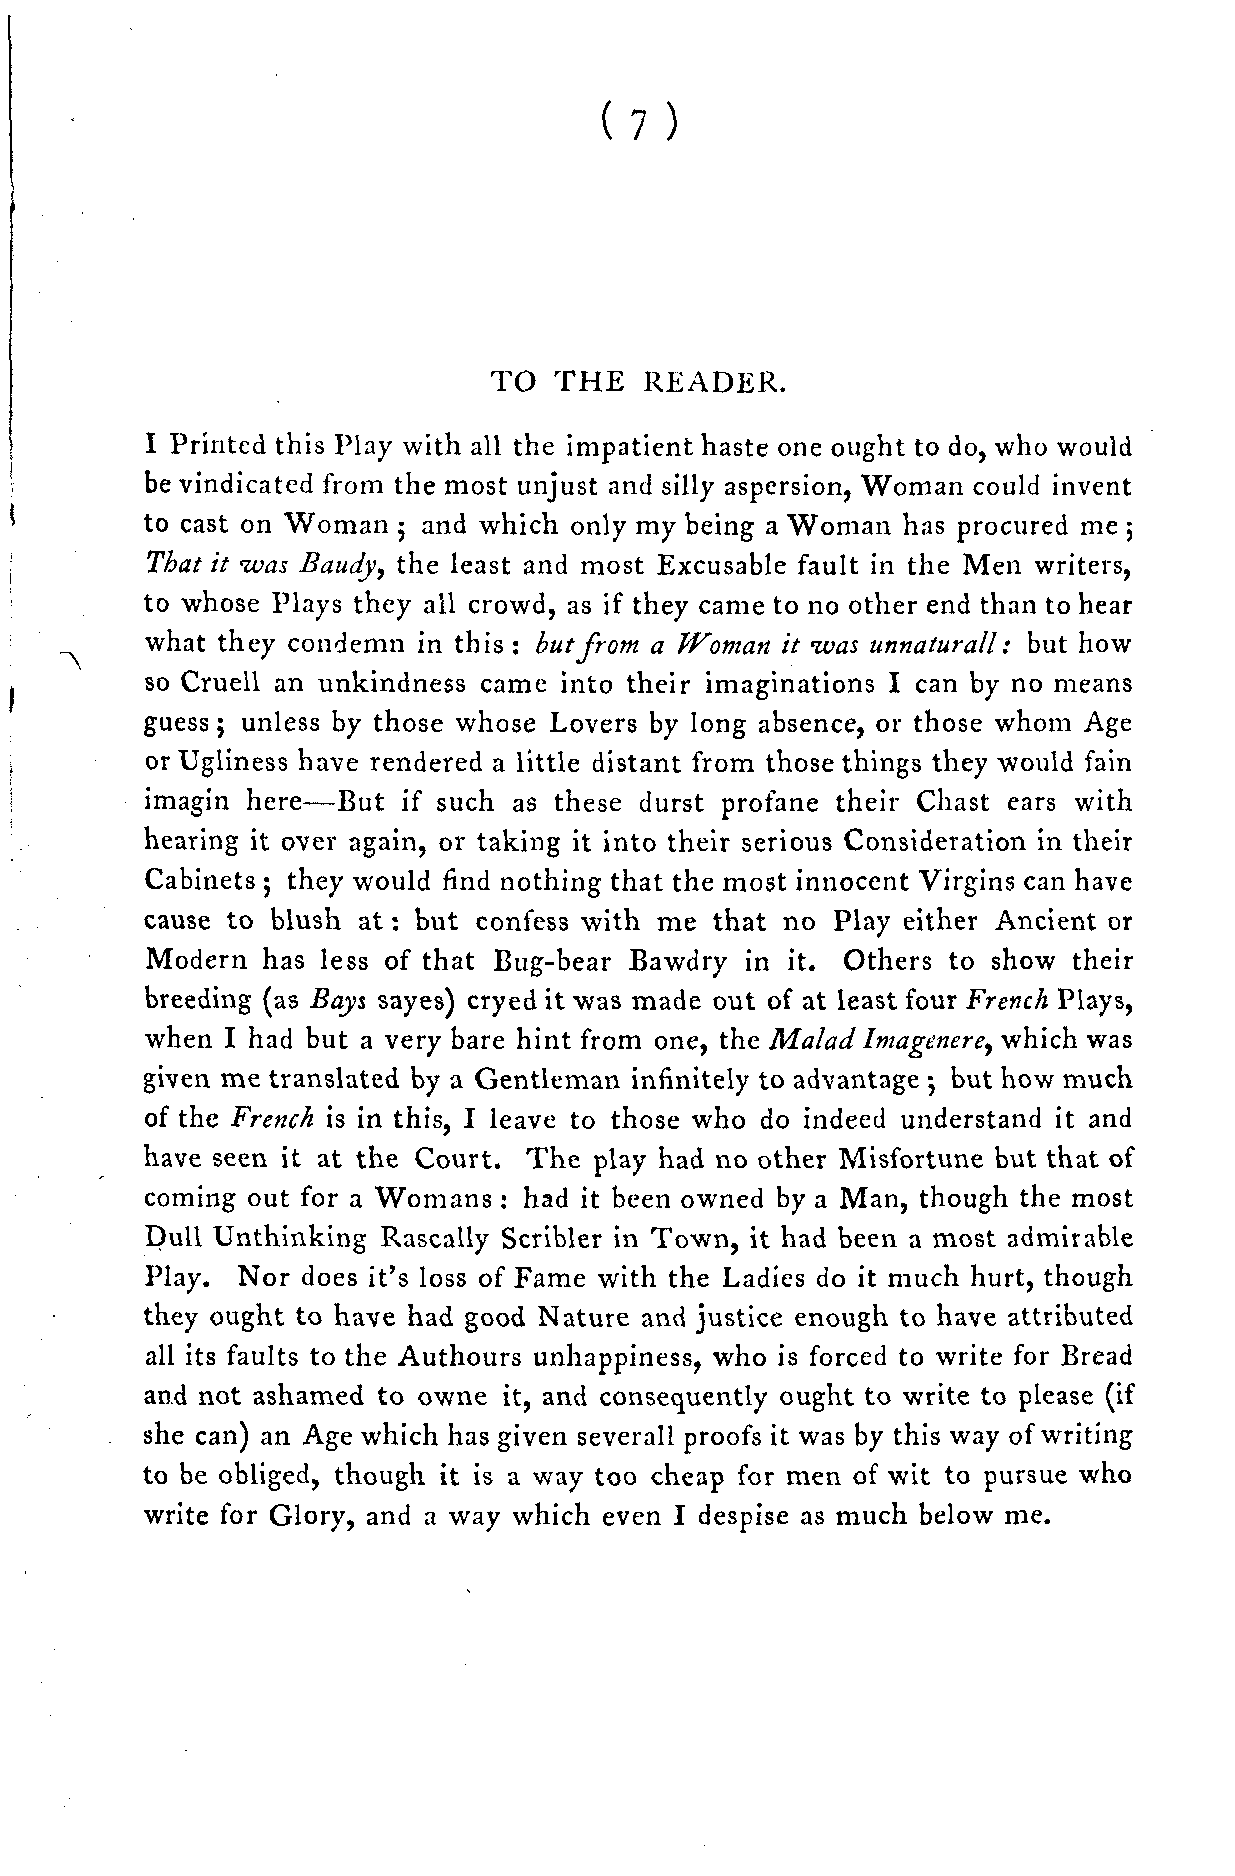 ( 7 )
TO THE READER.
I Printed this Play with all the impatient haste one ought to do, who would
be vindicated from the most unjust and silly aspersion, Woman could invent
to cast on Woman ; and which only my being a Woman has procured me ;
That it was Baudy, the least and most Excusable fault in the Men writers,
to whose Plays they all crowd, as if they came to no other end than to hear
what they condemn in this : but from a Woman it was unnaturall : but how
so Cruell an unkindness came into their imaginations I can by no means
guess ; unless by those whose Lovers by long absence, or those whom Age
or Ugliness have rendered a little distant from those things they would fain
imagin here—But if such as these durst profane their Chast ears with
hearing it over again, or taking it into their serious Consideration in their
Cabinets ; they would find nothing that the most innocent Virgins can have
cause to blush at : but confess with me that no Play either Ancient or
Modern has less of that Bug-bear Bawdry in it. Others to show their
breeding (as Bays sayes) cryed it was made out of at least four French Plays,
when I had but a very bare hint from one, the Malad Imagenere, which was
given me translated by a Gentleman infinitely to advantage ; but how much
of the French is in this, I leave to those who do indeed understand it and
have seen it at the Court. The play had no other Misfortune but that of
coming out for a Womans : had it been owned by a Man, though the most
Dull Unthinking Rascally Scribler in Town, it had been a most admirable
Play. Nor does it's loss of Fame with the Ladies do it much hurt, though
they ought to have had good Nature and justice enough to have attributed
all its faults to the Authours unhappiness, who is forced to write for Bread
and not ashamed to owne it, and consequently ought to write to please (if
she can) an Age which has given severall proofs it was by this way of writing
to be obliged, though it is a way too cheap for men of wit to pursue who
write for Glory, and a way which even I despise as much below me.